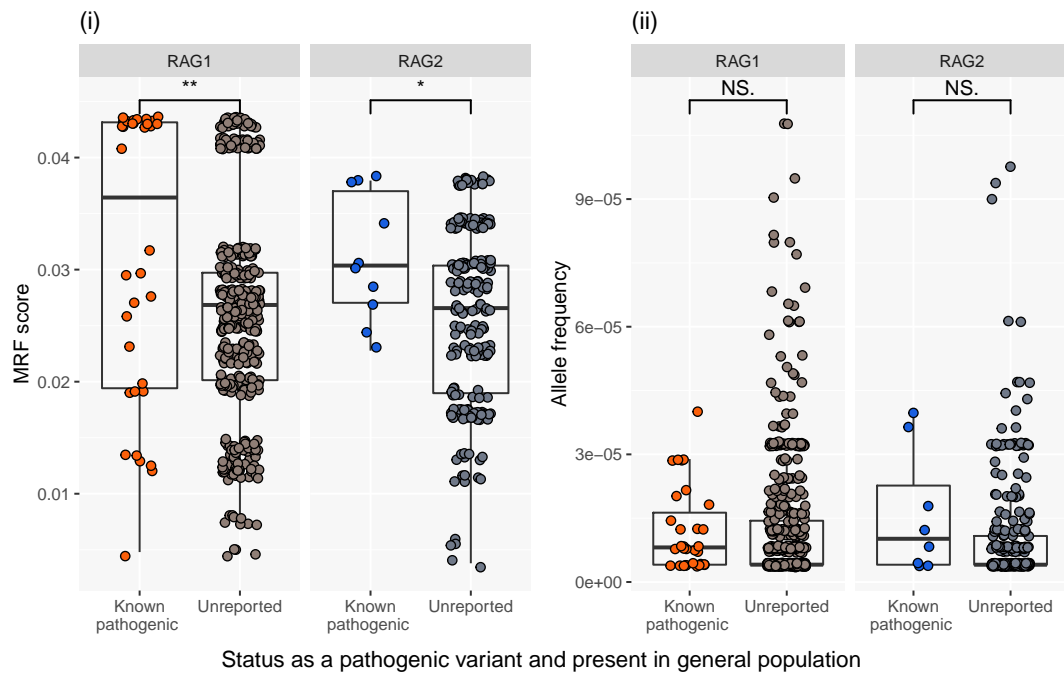 (i)
RAG1
RAG2
**
*
MRF score
0.04
0.03
0.02
0.01
Known
pathogenic
Unreported
Known
pathogenic
Unreported
(ii)
RAG1
RAG2
NS.
NS.
Allele frequency
9e−05
6e−05
3e−05
0e+00
Known
pathogenic
Unreported
Known
pathogenic
Unreported
Status as a pathogenic variant and present in general population